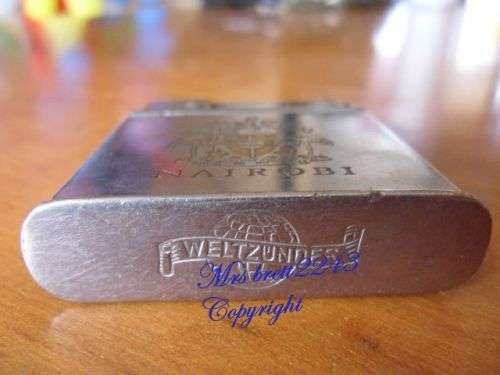 NAIROBI
WELTZÜNDER
Mrs brett2243
Copyright